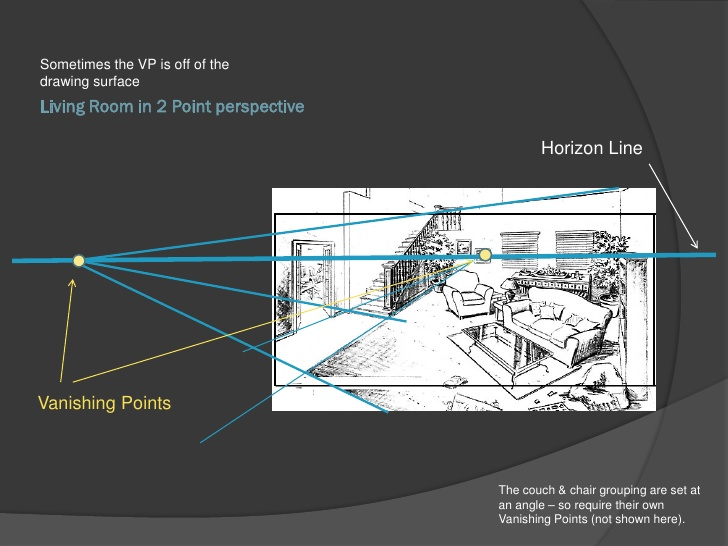 Sometimes the VP is off of the
drawing surface
Living Room in 2 Point perspective
Horizon Line
Vanishing Points
The couch & chair grouping are set at
an angle – so require their own
Vanishing Points (not shown here).